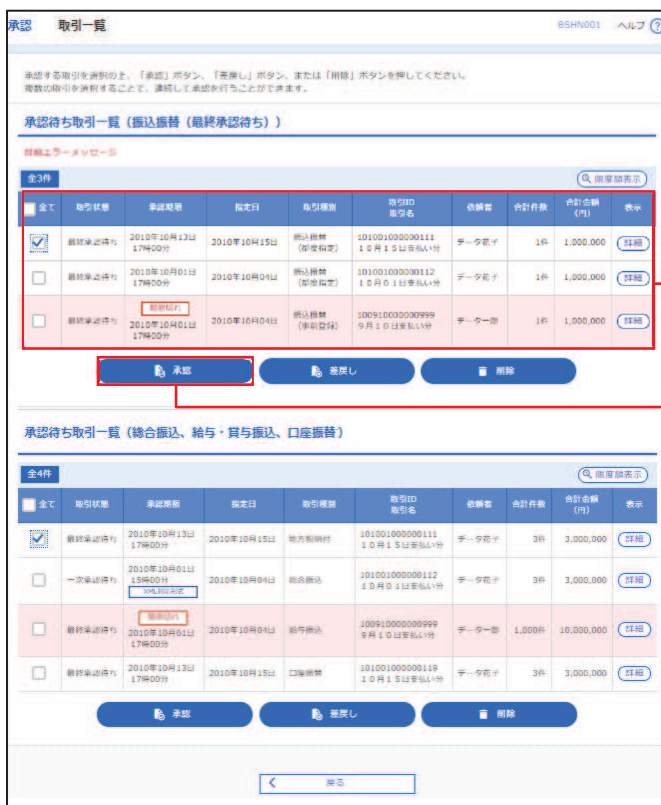 承認 取引一覧 BSHN001 ヘルプ ?
承認する取引を選択の上、「承認」ボタン、「差戻し」ボタン、または「削除」ボタンを押してください。
複数の取引を選択することで、連続して承認を行うことができます。
承認待ち取引一覧（振込振替（最終承認待ち））
詳細エラーメッセージ
全3件 限度額表示
全て 取引状態 承認期限 指定日 取引種別 取引ID 依頼者 合計件数 合計金額 表示
取引名 (円)
最終承認待ち 2010年10月13日 2010年10月15日 振込振替 101001000000111 データ花子 1件 1,000,000 詳細
17時00分 （都度指定） 10月15日支払い分
最終承認待ち 2010年10月01日 2010年10月04日 振込振替 101001000000112 データ花子 1件 1,000,000 詳細
17時00分 （都度指定） 10月01日支払い分
期限切れ
最終承認待ち 2010年10月01日 2010年10月04日 振込振替 100910000000999 データ一郎 1件 1,000,000 詳細
17時00分 （事前登録） 9月10日支払い分
承認 差戻し 削除
承認待ち取引一覧（総合振込、給与・賞与振込、口座振替）
全4件 限度額表示
全て 取引状態 承認期限 指定日 取引種別 取引ID 依頼者 合計件数 合計金額 表示
取引名 (円)
最終承認待ち 2010年10月13日 2010年10月15日 地方税納付 101001000000111 データ花子 3件 3,000,000 詳細
17時00分 10月15日支払い分
一次承認待ち 2010年10月01日 2010年10月04日 総合振込 101001000000112 データ花子 3件 3,000,000 詳細
15時00分 10月01日支払い分
XML対応形式
期限切れ
最終承認待ち 2010年10月01日 2010年10月04日 給与振込 100910000000999 データ一郎 1,000件 10,000,000 詳細
17時00分 9月10日支払い分
最終承認待ち 2010年10月13日 2010年10月15日 口座振替 101001000000119 データ花子 3件 3,000,000 詳細
17時00分 10月15日支払い分
承認 差戻し 削除
戻る